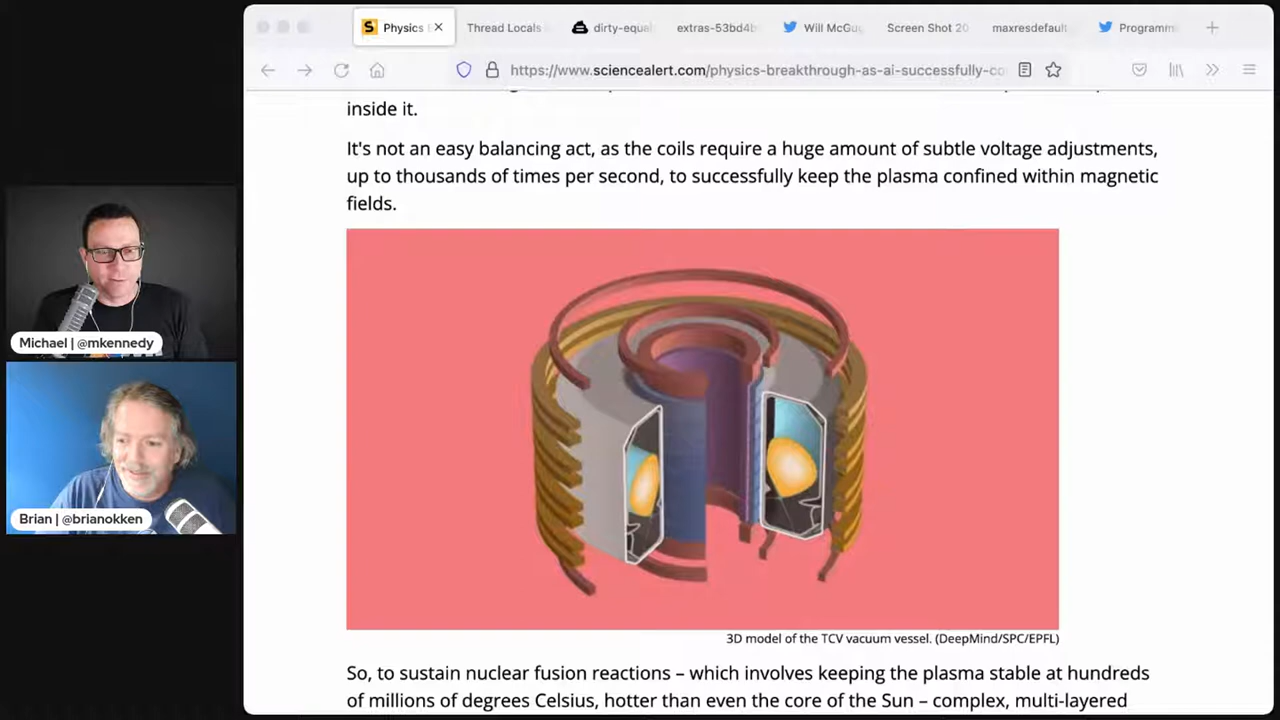 Physics
Thread Locals
dirty-equal
extras-53bd4b
Will McGu
Screen Shot 20
maxresdefault
Programm
https://www.sciencealert.com/physics-breakthrough-as-ai-successfully-co
inside it.
It's not an easy balancing act, as the coils require a huge amount of subtle voltage adjustments,
up to thousands of times per second, to successfully keep the plasma confined within magnetic
fields.
3D model of the TCV vacuum vessel. (DeepMind/SPC/EPFL)
So, to sustain nuclear fusion reactions – which involves keeping the plasma stable at hundreds
of millions of degrees Celsius, hotter than even the core of the Sun – complex, multi-layered
Michael | @mkennedy
Brian | @brianokken